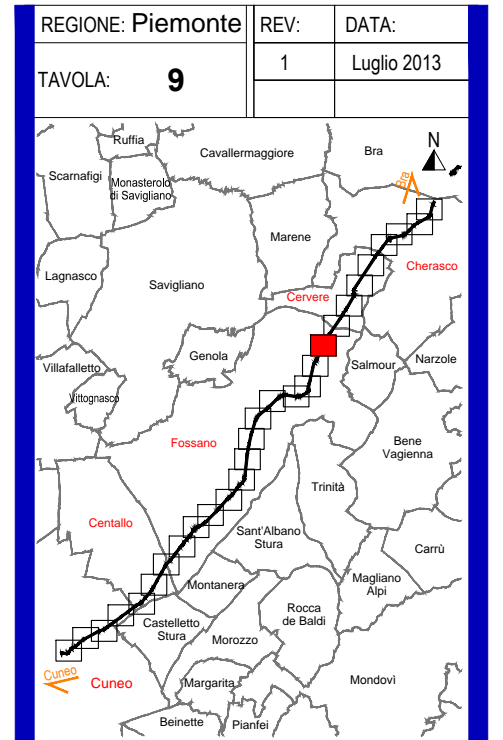 REGIONE: Piemonte
REV:
DATA:
1
Luglio 2013
TAVOLA: 9
Ruffia
Cavallermaggiore
Bra
N
Scarnafigi
Monasterolo
di Savigliano
Bra
Marene
Cherasco
Lagnasco
Savigliano
Cervere
Genola
Salmour
Narzole
Villafalletto
Vittognasco
Fossano
Bene
Vagienna
Trinità
Centallo
Sant'Albano
Stura
Carrù
Magliano
Alpi
Montanera
Rocca
de Baldi
Castelletto
Stura
Morozzo
Cuneo
Cuneo
Margarita
Mondovì
Beinette
Pianfei